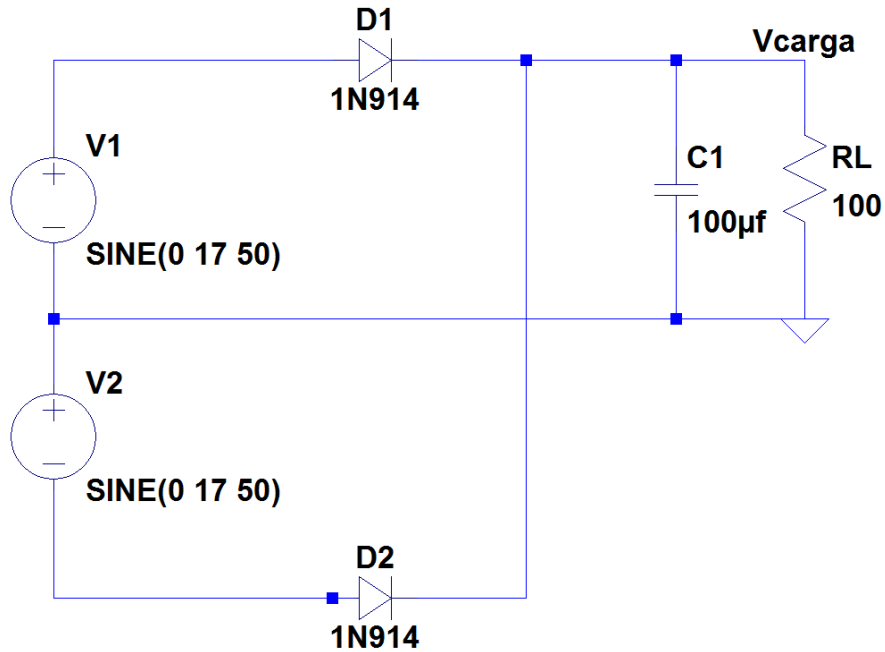 D1
1N914
Vcarga
V1
SINE(0 17 50)
C1
100µf
RL
100
V2
SINE(0 17 50)
D2
1N914